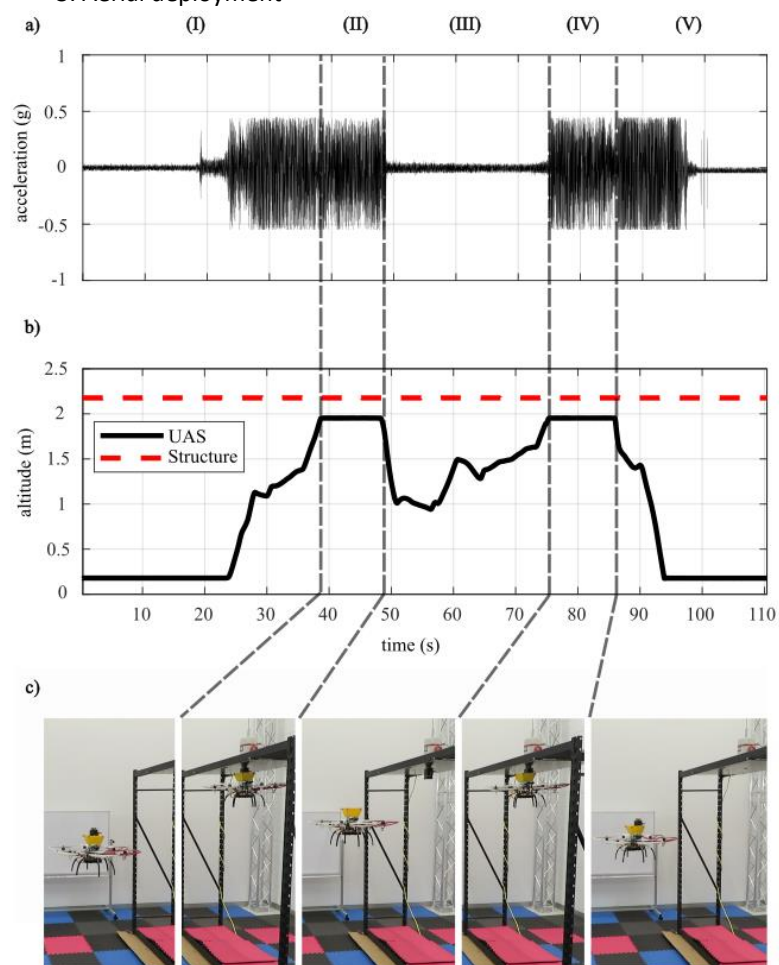 a)
(I) (II) (III) (IV) (V)
1
0.5
0
-0.5
-1
acceleration (g)
b)
2.5
2
1.5
1
0.5
0
altitude (m)
UAS
Structure
10 20 30 40 50 60 70 80 90 100 110
time (s)
c)